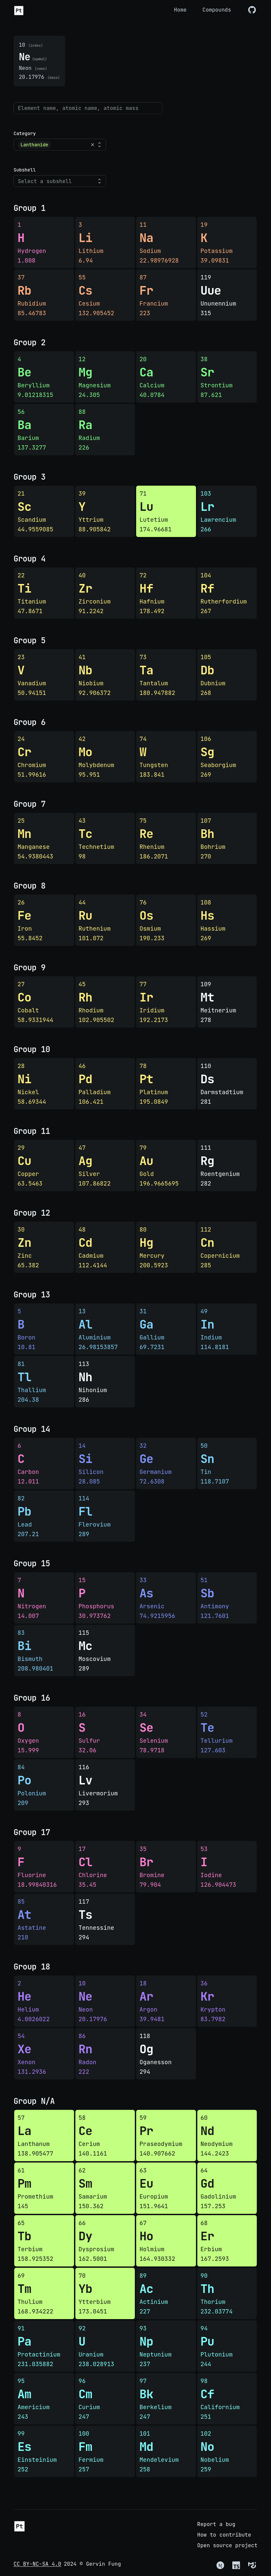 Pt
Home
Compounds
10 (index)
Ne (symbol)
Neon (name)
20.17976 (mass)
Element name, atomic name, atomic mass
Category
Lanthanide
Subshell
Select a subshell
Group 1
1
H
Hydrogen
1.008
3
Li
Lithium
6.94
11
Na
Sodium
22.98976928
19
K
Potassium
39.09831
37
Rb
Rubidium
85.46783
55
Cs
Cesium
132.905452
87
Fr
Francium
223
119
Uue
Ununennium
315
Group 2
4
Be
Beryllium
9.01218315
12
Mg
Magnesium
24.305
20
Ca
Calcium
40.0784
38
Sr
Strontium
87.621
56
Ba
Barium
137.3277
88
Ra
Radium
226
Group 3
21
Sc
Scandium
44.9559085
39
Y
Yttrium
88.905842
71
Lu
Lutetium
174.96681
103
Lr
Lawrencium
266
Group 4
22
Ti
Titanium
47.8671
40
Zr
Zirconium
91.2242
72
Hf
Hafnium
178.492
104
Rf
Rutherfordium
267
Group 5
23
V
Vanadium
50.94151
41
Nb
Niobium
92.906372
73
Ta
Tantalum
180.947882
105
Db
Dubnium
268
Group 6
24
Cr
Chromium
51.99616
42
Mo
Molybdenum
95.951
74
W
Tungsten
183.841
106
Sg
Seaborgium
269
Group 7
25
Mn
Manganese
54.9380443
43
Tc
Technetium
98
75
Re
Rhenium
186.2071
107
Bh
Bohrium
270
Group 8
26
Fe
Iron
55.8452
44
Ru
Ruthenium
101.072
76
Os
Osmium
190.233
108
Hs
Hassium
269
Group 9
27
Co
Cobalt
58.9331944
45
Rh
Rhodium
102.905502
77
Ir
Iridium
192.2173
109
Mt
Meitnerium
278
Group 10
28
Ni
Nickel
58.69344
46
Pd
Palladium
106.421
78
Pt
Platinum
195.0849
110
Ds
Darmstadtium
281
Group 11
29
Cu
Copper
63.5463
47
Ag
Silver
107.86822
79
Au
Gold
196.9665695
111
Rg
Roentgenium
282
Group 12
30
Zn
Zinc
65.382
48
Cd
Cadmium
112.4144
80
Hg
Mercury
200.5923
112
Cn
Copernicium
285
Group 13
5
B
Boron
10.81
13
Al
Aluminium
26.98153857
31
Ga
Gallium
69.7231
49
In
Indium
114.8181
81
Tl
Thallium
204.38
113
Nh
Nihonium
286
Group 14
6
C
Carbon
12.011
14
Si
Silicon
28.085
32
Ge
Germanium
72.6308
50
Sn
Tin
118.7107
82
Pb
Lead
207.21
114
Fl
Flerovium
289
Group 15
7
N
Nitrogen
14.007
15
P
Phosphorus
30.973762
33
As
Arsenic
74.9215956
51
Sb
Antimony
121.7601
83
Bi
Bismuth
208.980401
115
Mc
Moscovium
289
Group 16
8
O
Oxygen
15.999
16
S
Sulfur
32.06
34
Se
Selenium
78.9718
52
Te
Tellurium
127.603
84
Po
Polonium
209
116
Lv
Livermorium
293
Group 17
9
F
Fluorine
18.99840316
17
Cl
Chlorine
35.45
35
Br
Bromine
79.904
53
I
Iodine
126.904473
85
At
Astatine
210
117
Ts
Tennessine
294
Group 18
2
He
Helium
4.0026022
10
Ne
Neon
20.17976
18
Ar
Argon
39.9481
36
Kr
Krypton
83.7982
54
Xe
Xenon
131.2936
86
Rn
Radon
222
118
Og
Oganesson
294
Group N/A
57
La
Lanthanum
138.905477
58
Ce
Cerium
140.1161
59
Pr
Praseodymium
140.907662
60
Nd
Neodymium
144.2423
61
Pm
Promethium
145
62
Sm
Samarium
150.362
63
Eu
Europium
151.9641
64
Gd
Gadolinium
157.253
65
Tb
Terbium
158.925352
66
Dy
Dysprosium
162.5001
67
Ho
Holmium
164.930332
68
Er
Erbium
167.2593
69
Tm
Thulium
168.934222
70
Yb
Ytterbium
173.0451
89
Ac
Actinium
227
90
Th
Thorium
232.03774
91
Pa
Protactinium
231.035882
92
U
Uranium
238.028913
93
Np
Neptunium
237
94
Pu
Plutonium
244
95
Am
Americium
243
96
Cm
Curium
247
97
Bk
Berkelium
247
98
Cf
Californium
251
99
Es
Einsteinium
252
100
Fm
Fermium
257
101
Md
Mendelevium
258
102
No
Nobelium
259
Pt
Report a bug
How to contribute
Open source project
CC BY-NC-SA 4.0 2024 © Gervin Fung